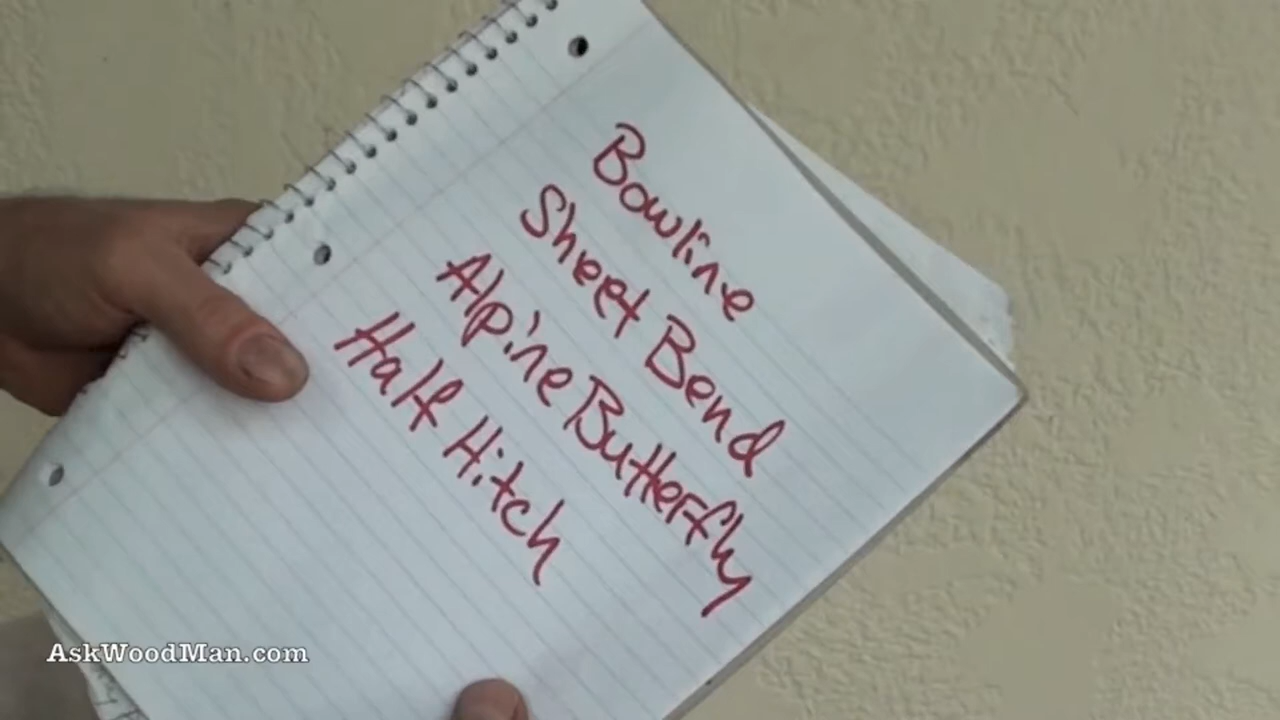 Bowline
Sheet Bend
Alpine Butterfly
Half Hitch
AskWoodMan.com